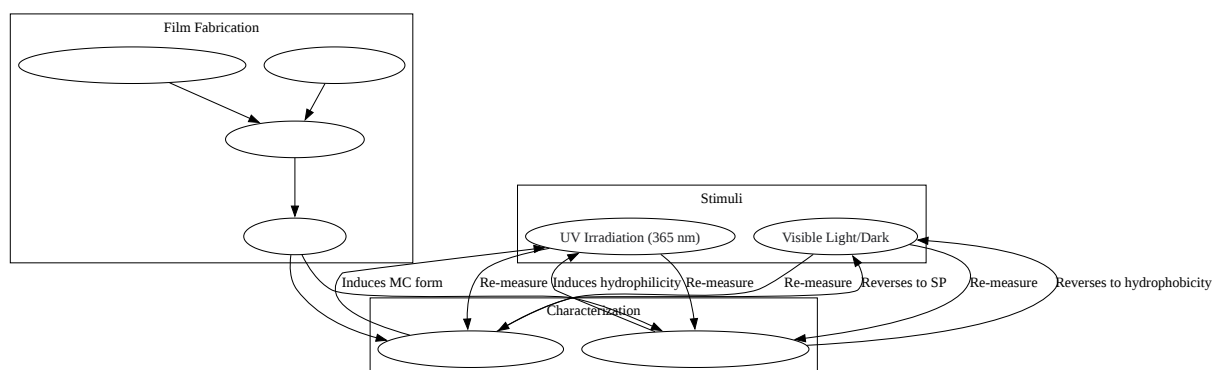 Film Fabrication
Stimuli
UV Irradiation (365 nm)
Visible Light/Dark
Induces MC form
Re-measure
Induces hydrophilicity
Re-measure
Re-measure
Reverses to SP
Re-measure
Reverses to hydrophobicity
Characterization